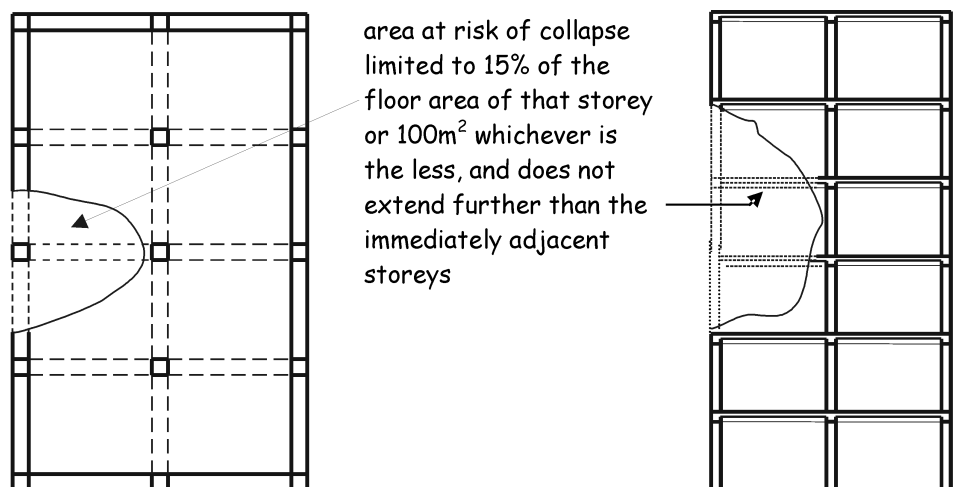 area at risk of collapse
limited to 15% of the
floor area of that storey
or 100m² whichever is
the less, and does not
extend further than the
immediately adjacent
storeys